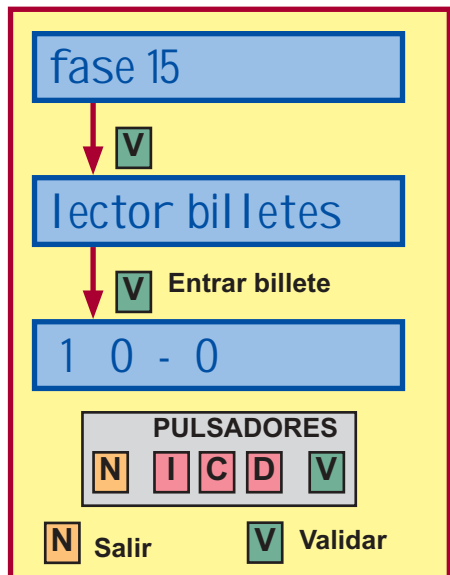 fase 15
V
lector billetes
V Entrar billete
1 0 - 0
PULSADORES
N I C D V
N Salir V Validar